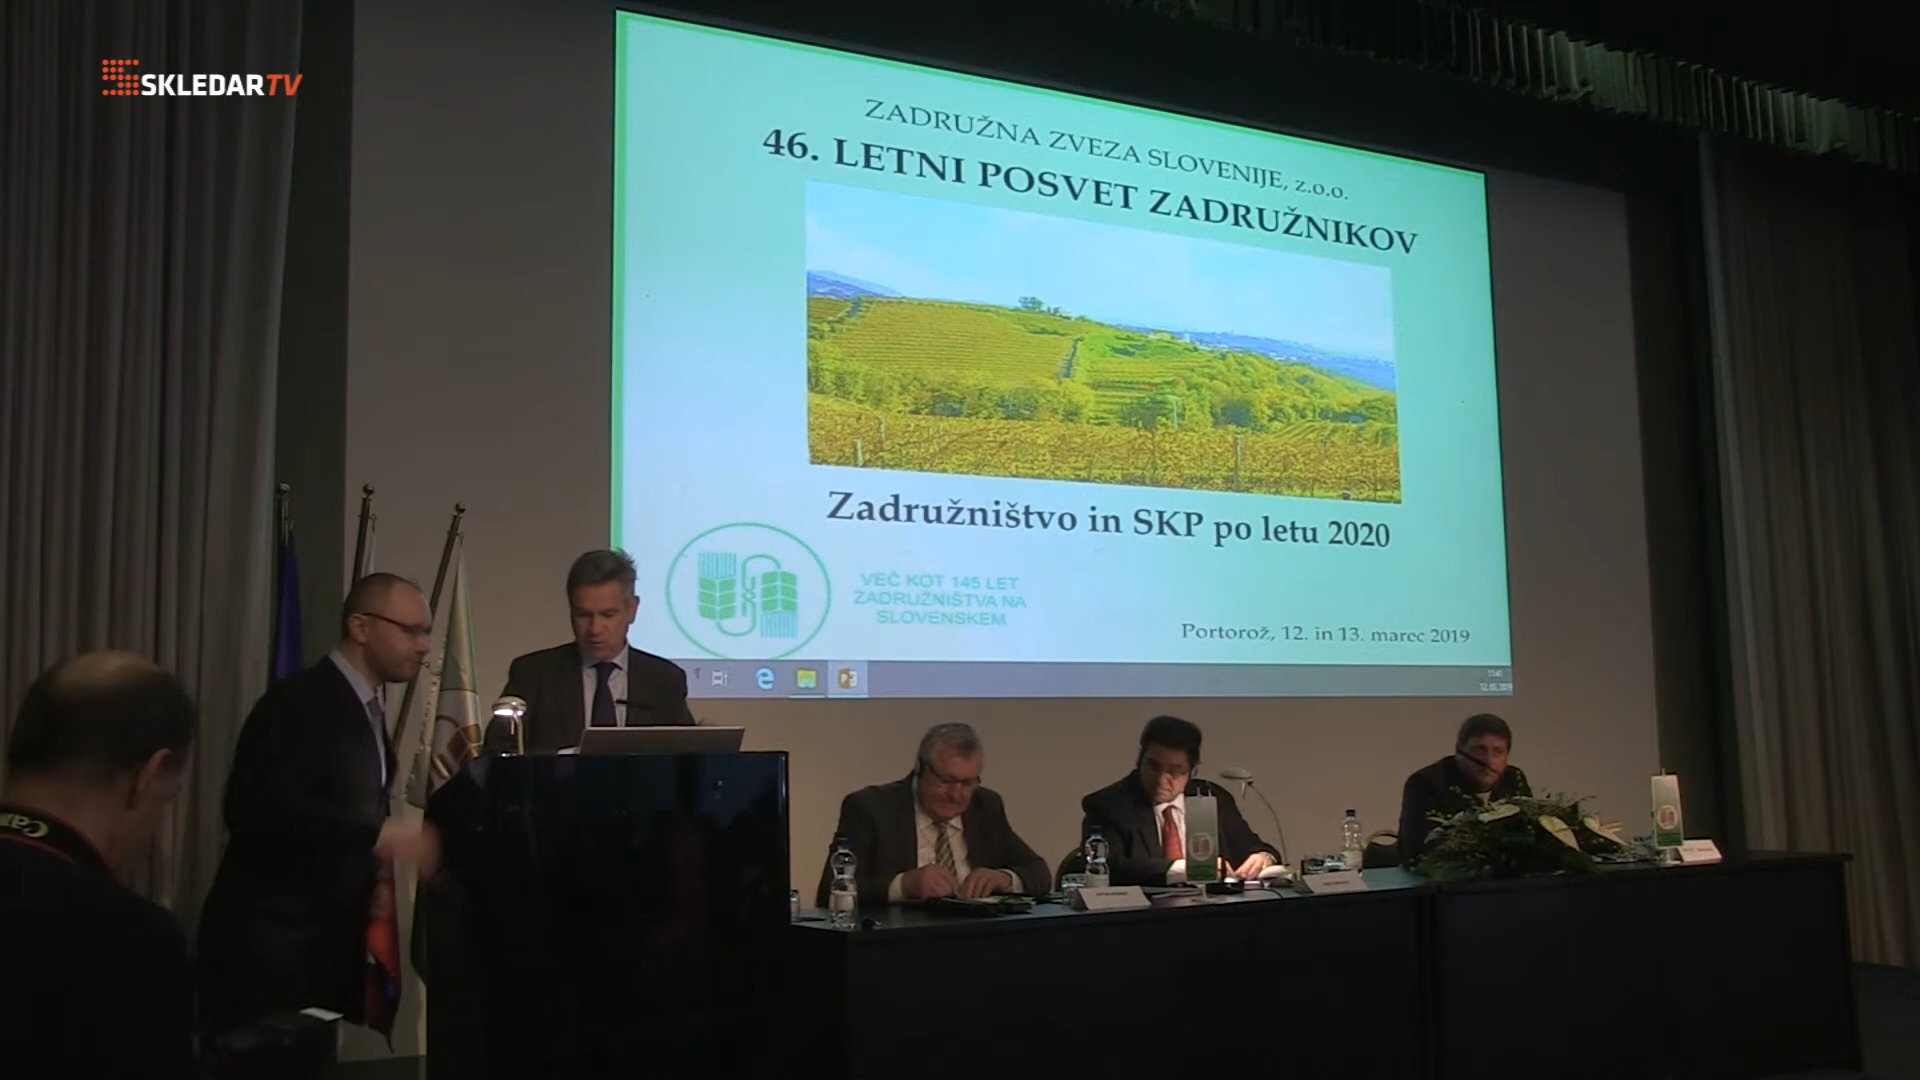 SKLEDARTV
ZADRUŽNA ZVEZA SLOVENIJE, z.o.o.
46. LETNI POSVET ZADRUŽNIKOV
Zadružništvo in SKP po letu 2020
VEČ KOT 145 LET
ZADRUŽNIŠTVA NA
SLOVENSKEM
Portorož, 12. in 13. marec 2019